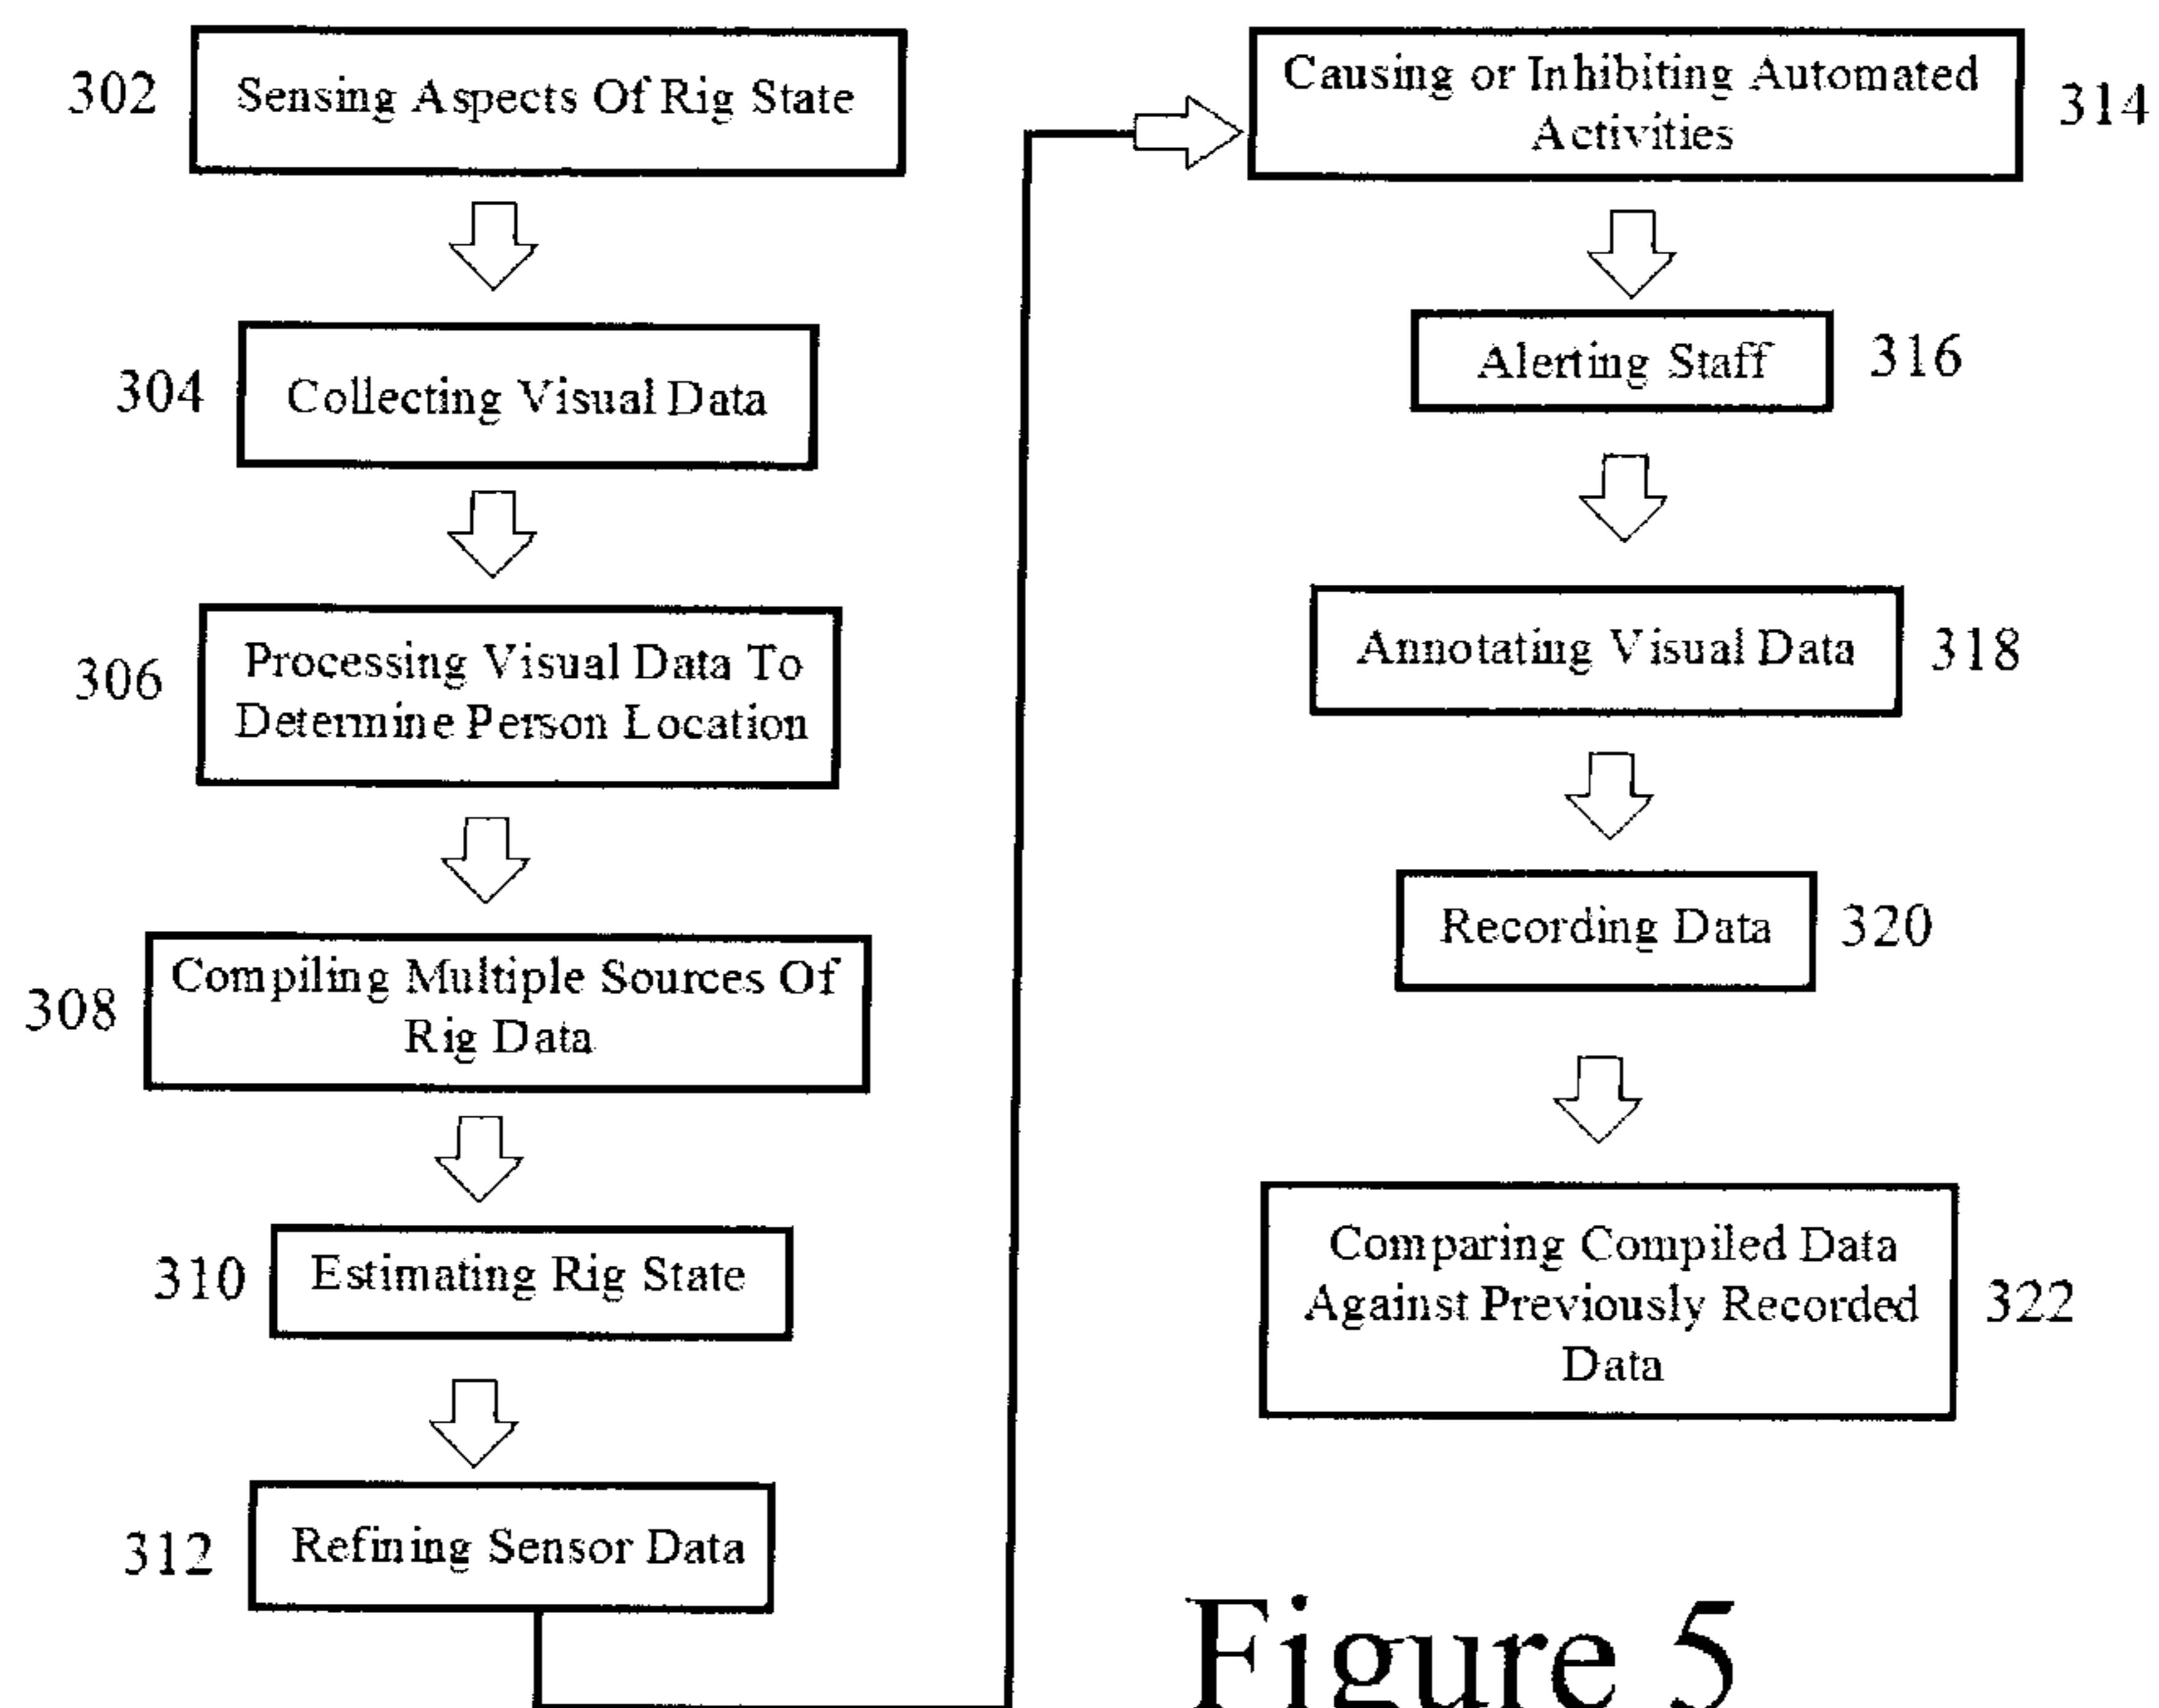 302
Sensing Aspects Of Rig State
304
Collecting Visual Data
306
Processing Visual Data To
Determine Person Location
308
Compiling Multiple Sources Of
Rig Data
310
Estimating Rig State
312
Refining Sensor Data
Causing or Inhibiting Automated
Activities
314
Alerting Staff
316
Annotating Visual Data
318
Recording Data
320
Comparing Compiled Data
Against Previously Recorded
Data
322
Figure 5